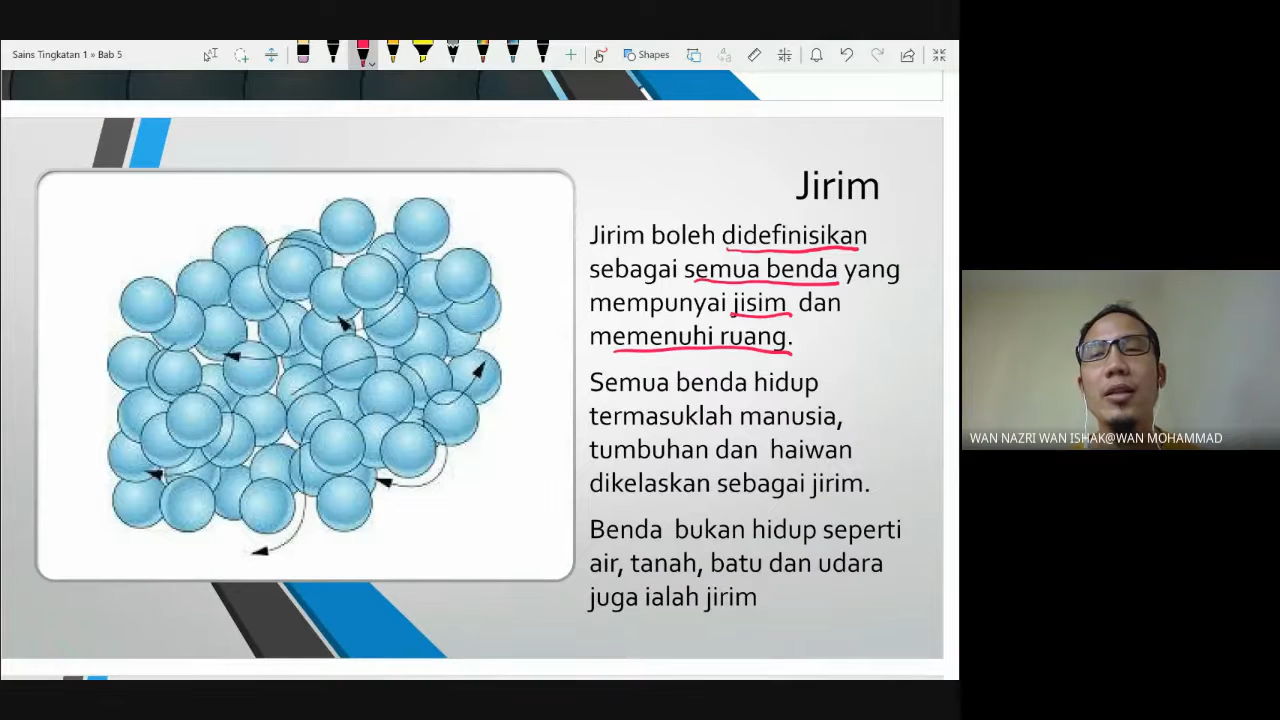 Sains Tingkatan 1 » Bab 5
Shapes
Jirim
Jirim boleh didefinisikan
sebagai semua benda yang
mempunyai jisim dan
memenuhi ruang.
Semua benda hidup
termasuklah manusia,
tumbuhan dan haiwan
dikelaskan sebagai jirim.
Benda bukan hidup seperti
air, tanah, batu dan udara
juga ialah jirim
WAN NAZRI WAN ISHAK@WAN MOHAMMAD